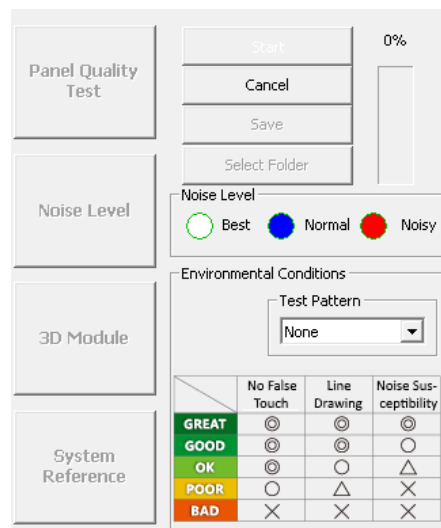 Panel Quality
Test
Noise Level
3D Module
System
Reference
Start
0%
Cancel
Save
Select Folder
Noise Level
Best
Normal
Noisy
Environmental Conditions
Test Pattern
None
No False
Touch
Line
Drawing
Noise Sus-
ceptibility
GREAT ◎ ◎ ◎
GOOD ◎ ◎ ○
OK ◎ ○ △
POOR ○ △ ×
BAD × × ×